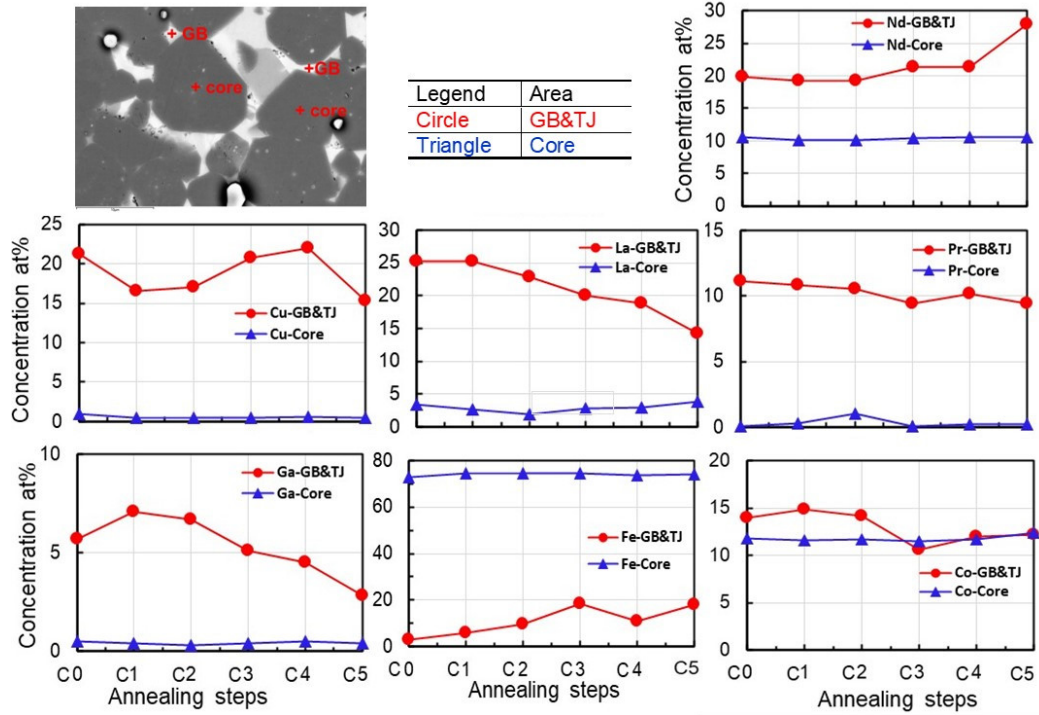 + GB
+GB
+ core
+ core
Legend Area
Circle GB&TJ
Triangle Core
Concentration at%
30
25
20
15
10
5
0
Nd-GB&TJ
Nd-Core
Concentration at%
25
20
15
10
5
0
Cu-GB&TJ
Cu-Core
30
25
20
15
10
5
0
La-GB&TJ
La-Core
15
10
5
0
Pr-GB&TJ
Pr-Core
Concentration at%
10
5
0
Ga-GB&TJ
Ga-Core
C0 C1 C2 C3 C4 C5
Annealing steps
80
60
40
20
0
Fe-GB&TJ
Fe-Core
C0 C1 C2 C3 C4 C5
Annealing steps
20
15
10
5
0
Co-GB&TJ
Co-Core
C0 C1 C2 C3 C4 C5
Annealing steps